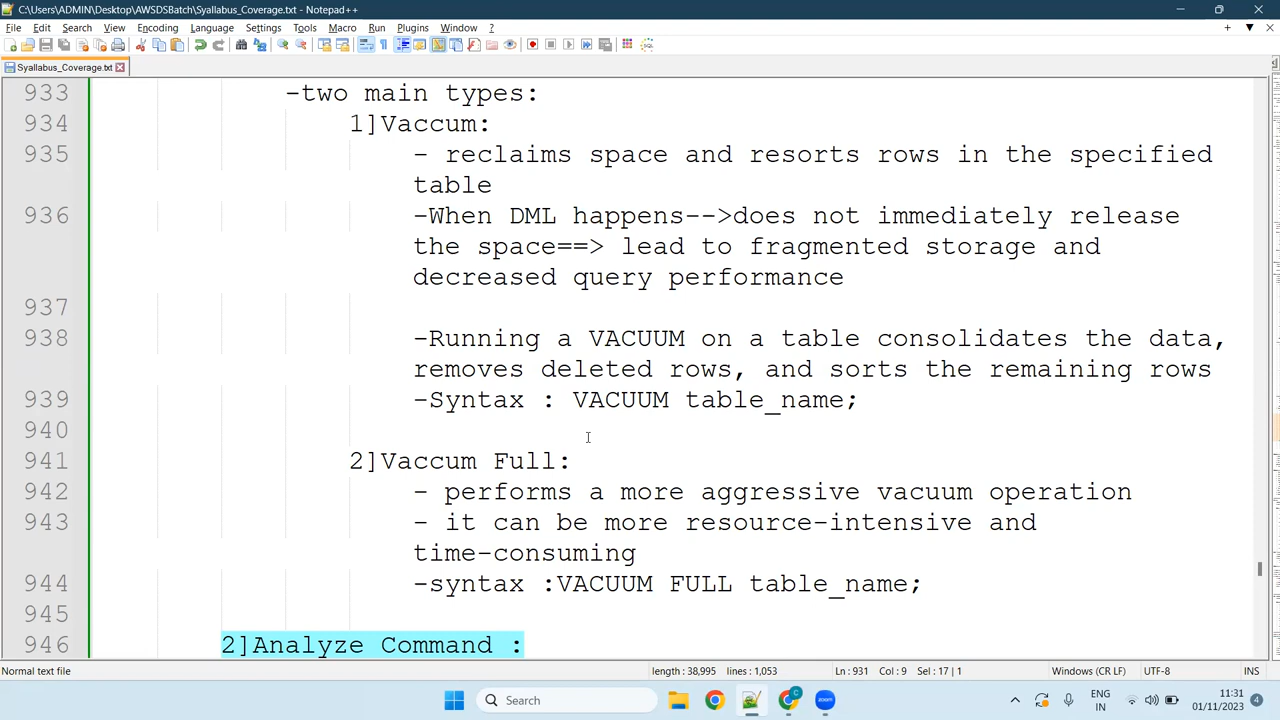 C:\Users\ADMIN\Desktop\AWSDSBatch\Syallabus_Coverage.txt - Notepad++
File Edit Search View Encoding Language Settings Tools Macro Run Plugins Window ?
Syallabus_Coverage.txt
933 -two main types:
934 1]Vaccum:
935 - reclaims space and resorts rows in the specified
table
936 -When DML happens-->does not immediately release
the space==> lead to fragmented storage and
decreased query performance
937
938 -Running a VACUUM on a table consolidates the data,
removes deleted rows, and sorts the remaining rows
939 -Syntax : VACUUM table_name;
940
941 2]Vaccum Full:
942 - performs a more aggressive vacuum operation
943 - it can be more resource-intensive and
time-consuming
944 -syntax :VACUUM FULL table_name;
945
946 2]Analyze Command :
Normal text file length : 38,995 lines : 1,053 Ln : 931 Col : 9 Sel : 17 | 1 Windows (CR LF) UTF-8 INS
Search zoom ENG 11:31
IN 01/11/2023 4